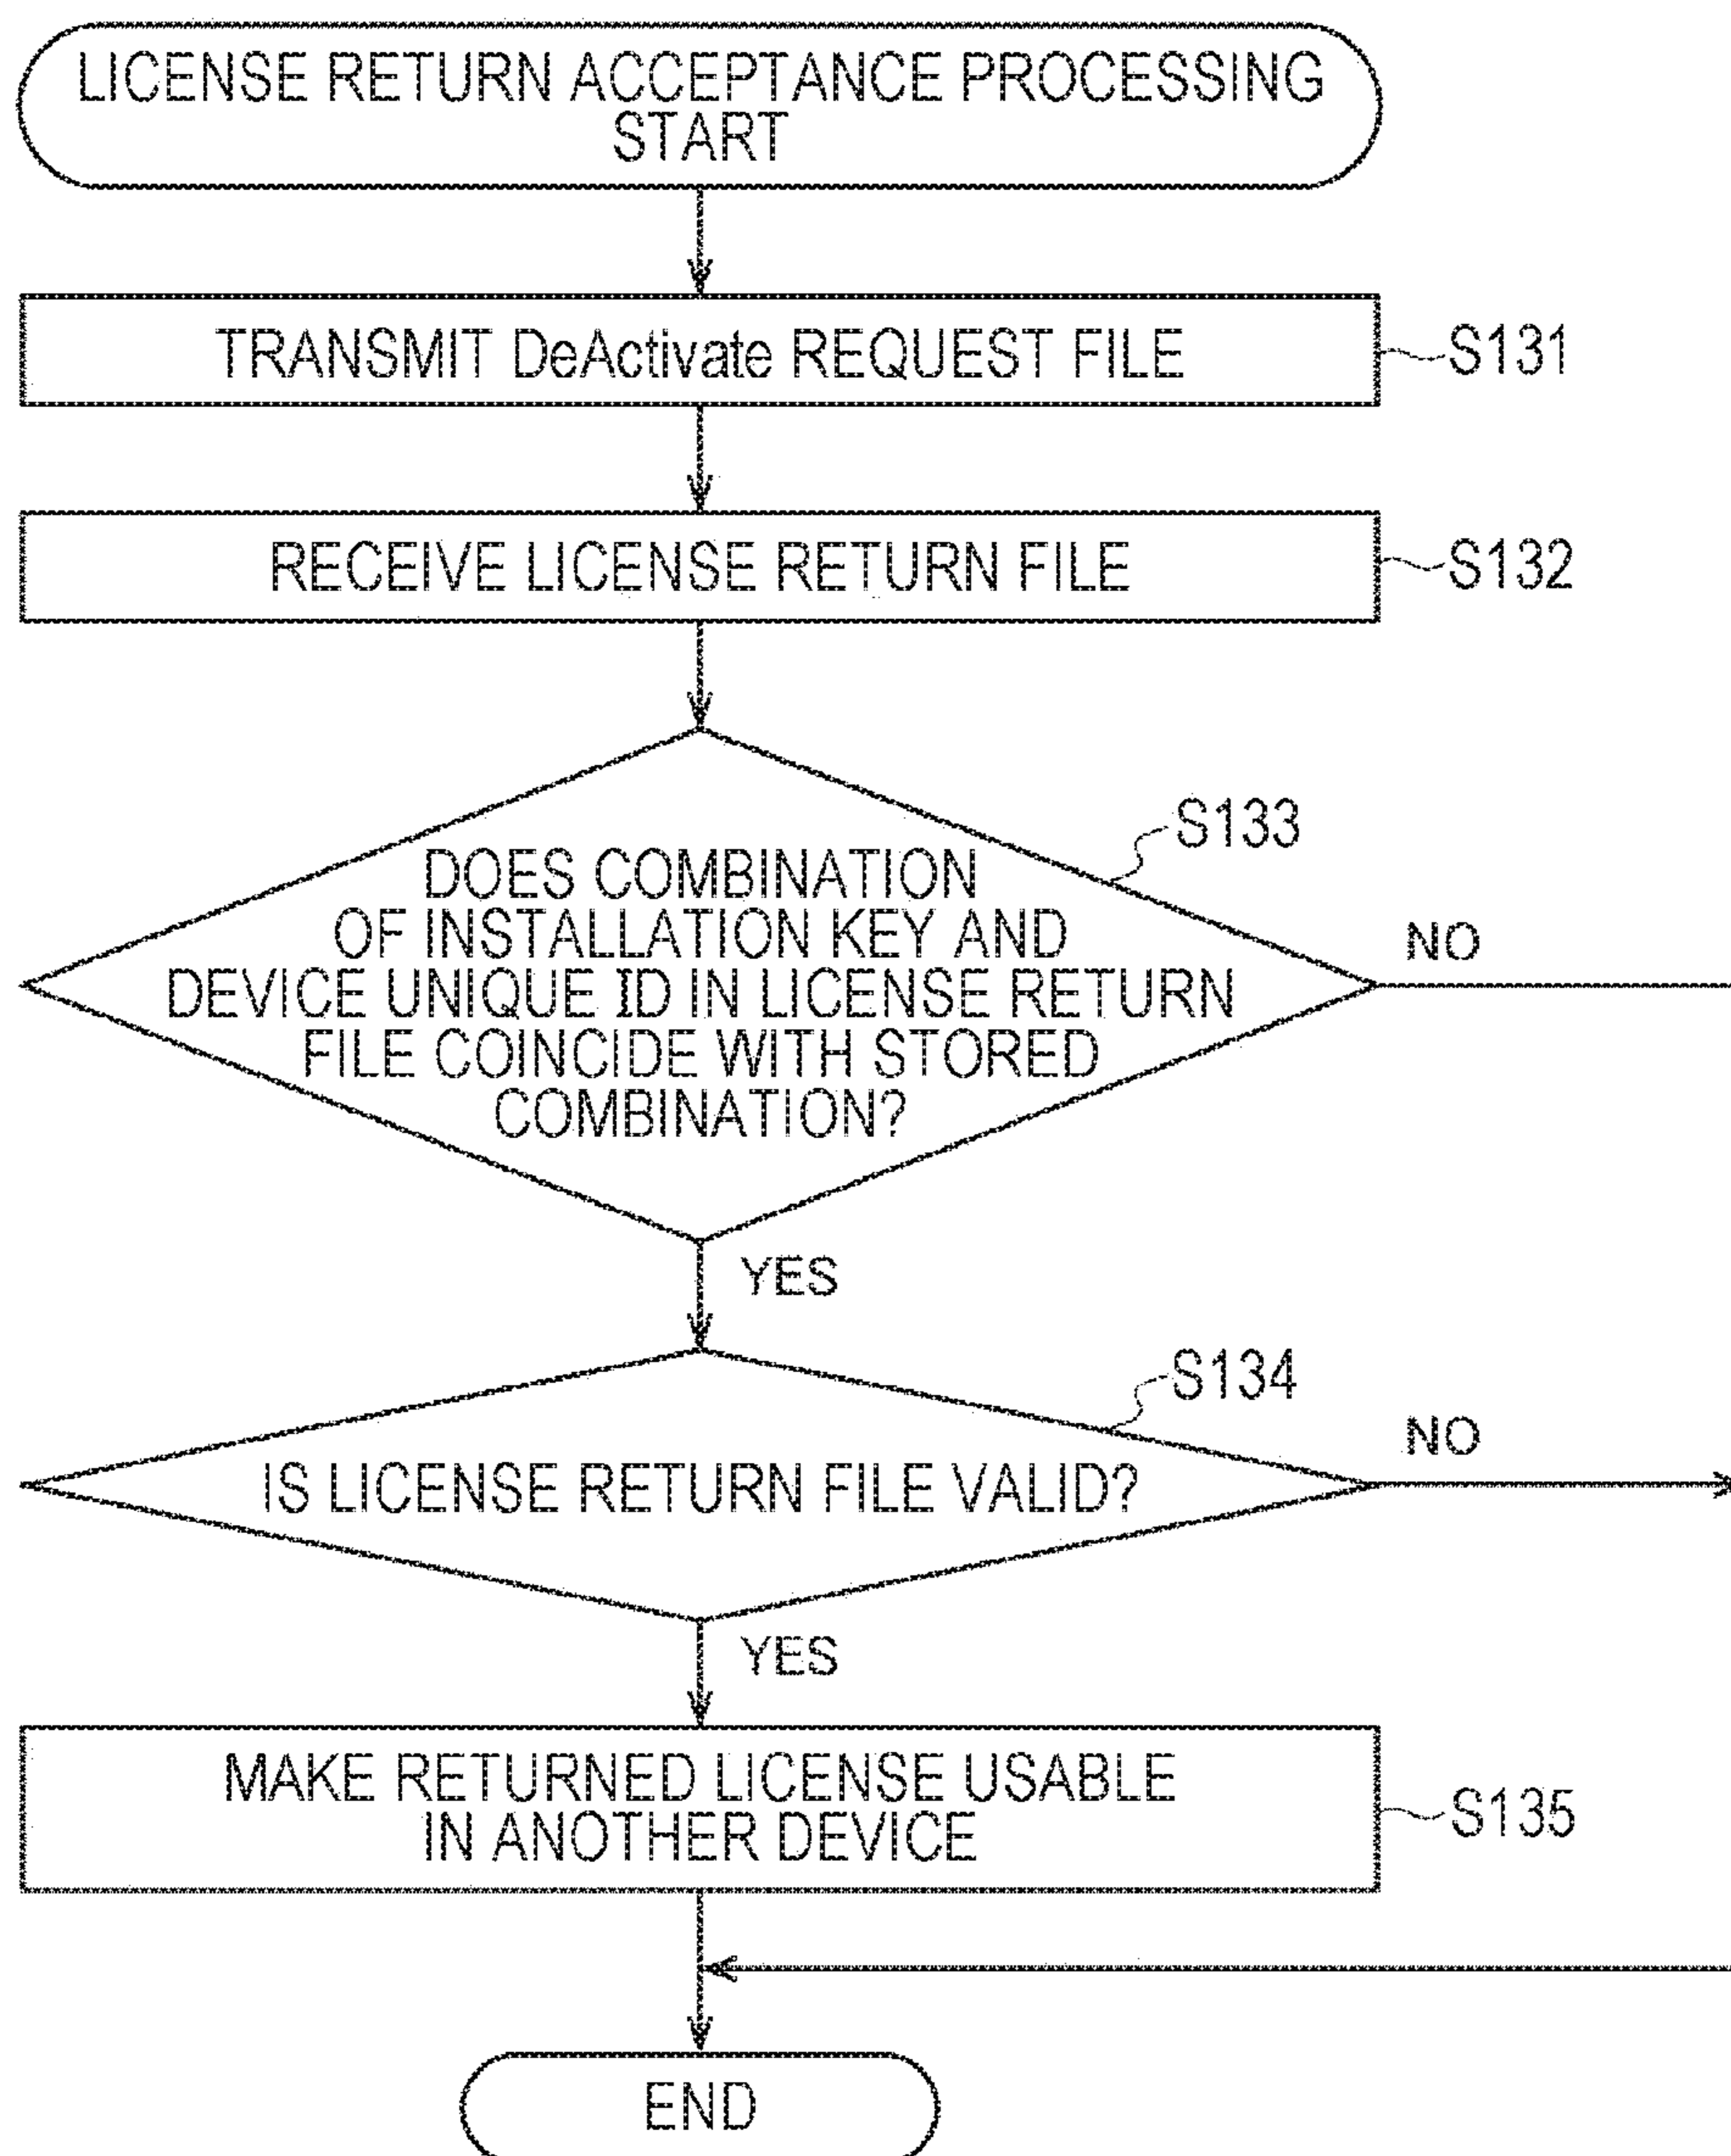 LICENSE RETURN ACCEPTANCE PROCESSING
START
TRANSMIT DeActivate REQUEST FILE
S131
RECEIVE LICENSE RETURN FILE
S132
S133
DOES COMBINATION
OF INSTALLATION KEY AND
DEVICE UNIQUE ID IN LICENSE RETURN
FILE COINCIDE WITH STORED
COMBINATION?
NO
YES
S134
IS LICENSE RETURN FILE VALID?
NO
YES
MAKE RETURNED LICENSE USABLE
IN ANOTHER DEVICE
S135
END